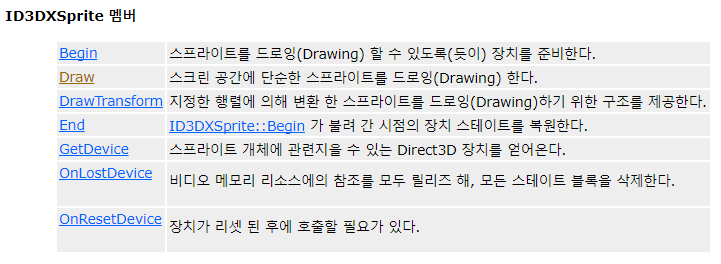 ID3DXSprite 멤버
Begin 스프라이트를 드로잉(Drawing) 할 수 있도록(듯이) 장치를 준비한다.
Draw 스크린 공간에 단순한 스프라이트를 드로잉(Drawing) 한다.
DrawTransform 지정한 행렬에 의해 변환 한 스프라이트를 드로잉(Drawing)하기 위한 구조를 제공한다.
End ID3DXSprite::Begin 가 불려 간 시점의 장치 스테이트를 복원한다.
GetDevice 스프라이트 개체에 관련지을 수 있는 Direct3D 장치를 얻어온다.
OnLostDevice 비디오 메모리 리소스에의 참조를 모두 릴리즈 해, 모든 스테이트 블록을 삭제한다.
OnResetDevice 장치가 리셋 된 후에 호출할 필요가 있다.